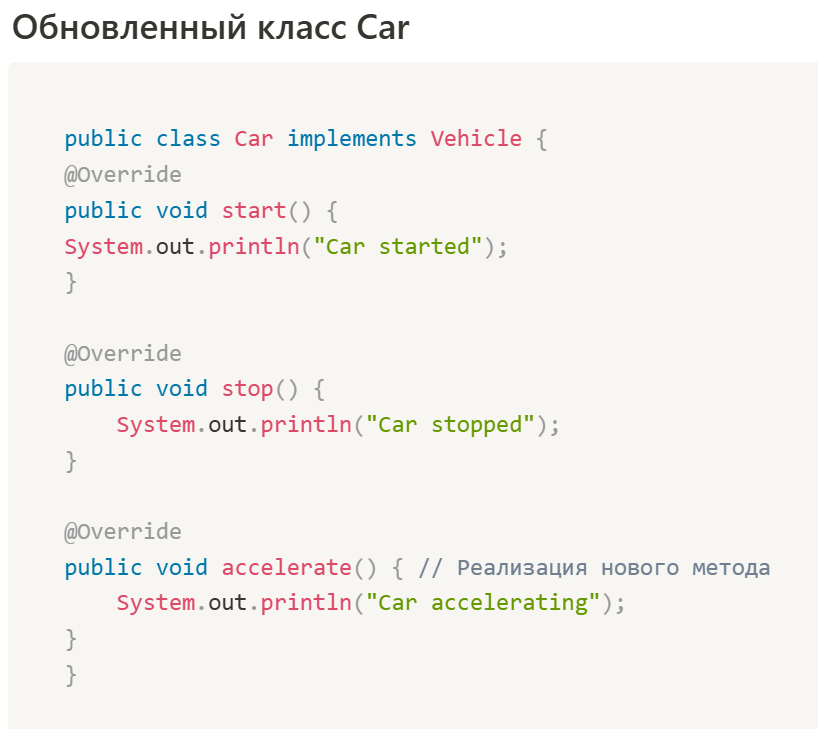 Обновленный класс Car
public class Car implements Vehicle {
@Override
public void start() {
System.out.println("Car started");
}
@Override
public void stop() {
    System.out.println("Car stopped");
}
@Override
public void accelerate() { // Реализация нового метода
    System.out.println("Car accelerating");
}
}